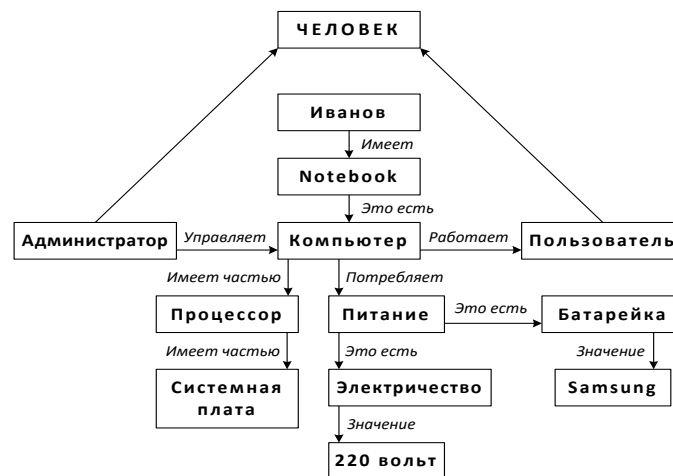 ЧЕЛОВЕК
Иванов
Имеет
Notebook
Это есть
Администратор
Управляет
Компьютер
Работает
Пользователь
Имеет частью
Потребляет
Процессор
Питание
Это есть
Батарейка
Имеет частью
Это есть
Значение
Системная
плата
Электричество
Samsung
Значение
220 вольт